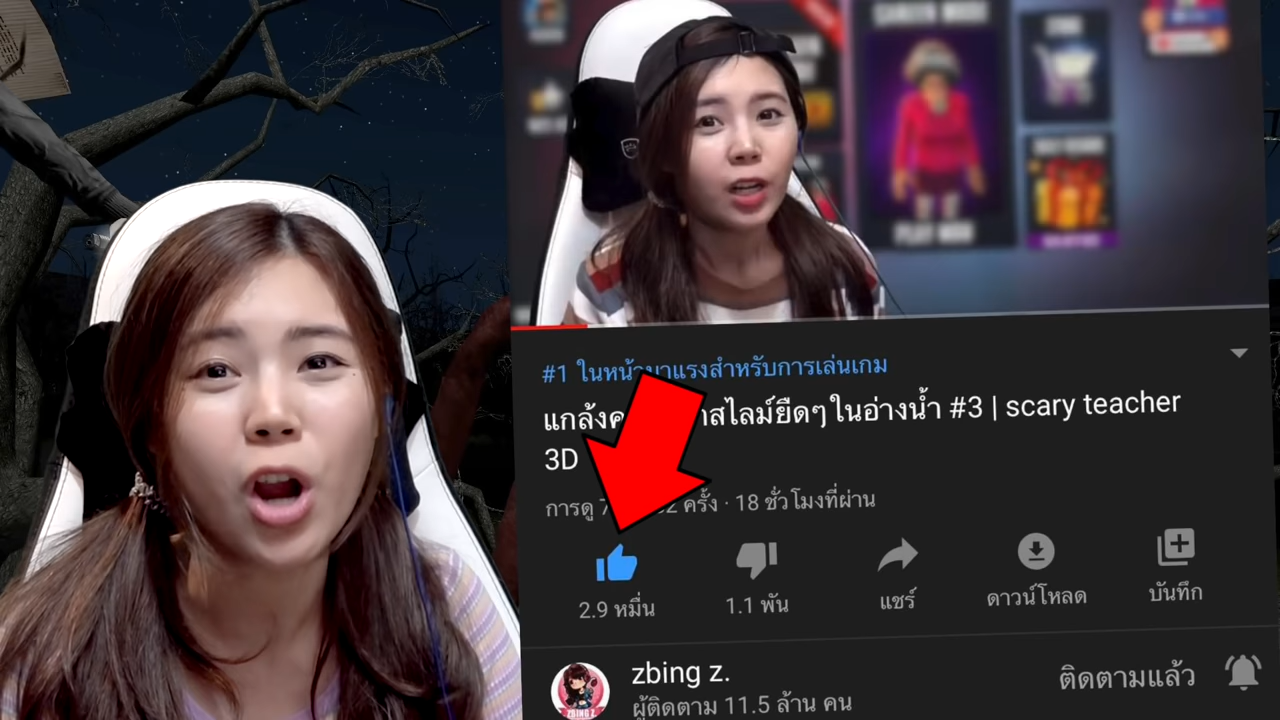 #1 ในหน้ามาแรงสำหรับการเล่นเกม
แกล้ง าสไลม์ยืดๆในอ่างน้ำ #3 | scary teacher
3D
การดู ครั้ง · 18 ชั่วโมงที่ผ่าน
2.9 หมื่น
1.1 พัน
แชร์
ดาวน์โหลด
บันทึก
zbing z.
ติดตามแล้ว
ผู้ติดตาม 11.5 ล้าน คน
ZBING Z.